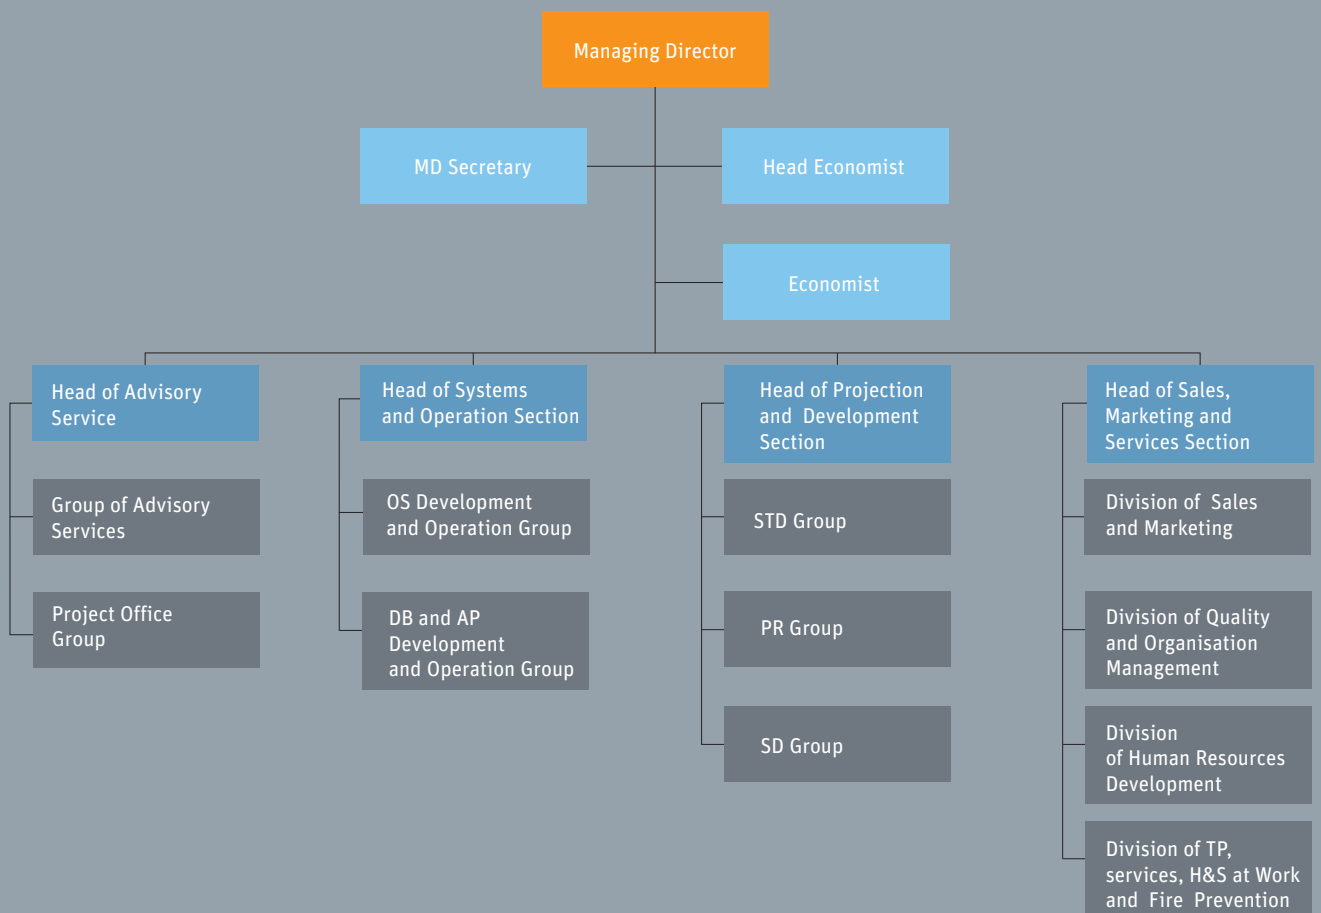 Managing Director
MD Secretary
Head Economist
Economist
Head of Advisory
Service
Group of Advisory
Services
Project Office
Group
Head of Systems
and Operation Section
OS Development
and Operation Group
DB and AP
Development
and Operation Group
Head of Projection
and Development
Section
STD Group
PR Group
SD Group
Head of Sales,
Marketing and
Services Section
Division of Sales
and Marketing
Division of Quality
and Organisation
Management
Division
of Human Resources
Development
Division of TP,
services, H&S at Work
and Fire Prevention